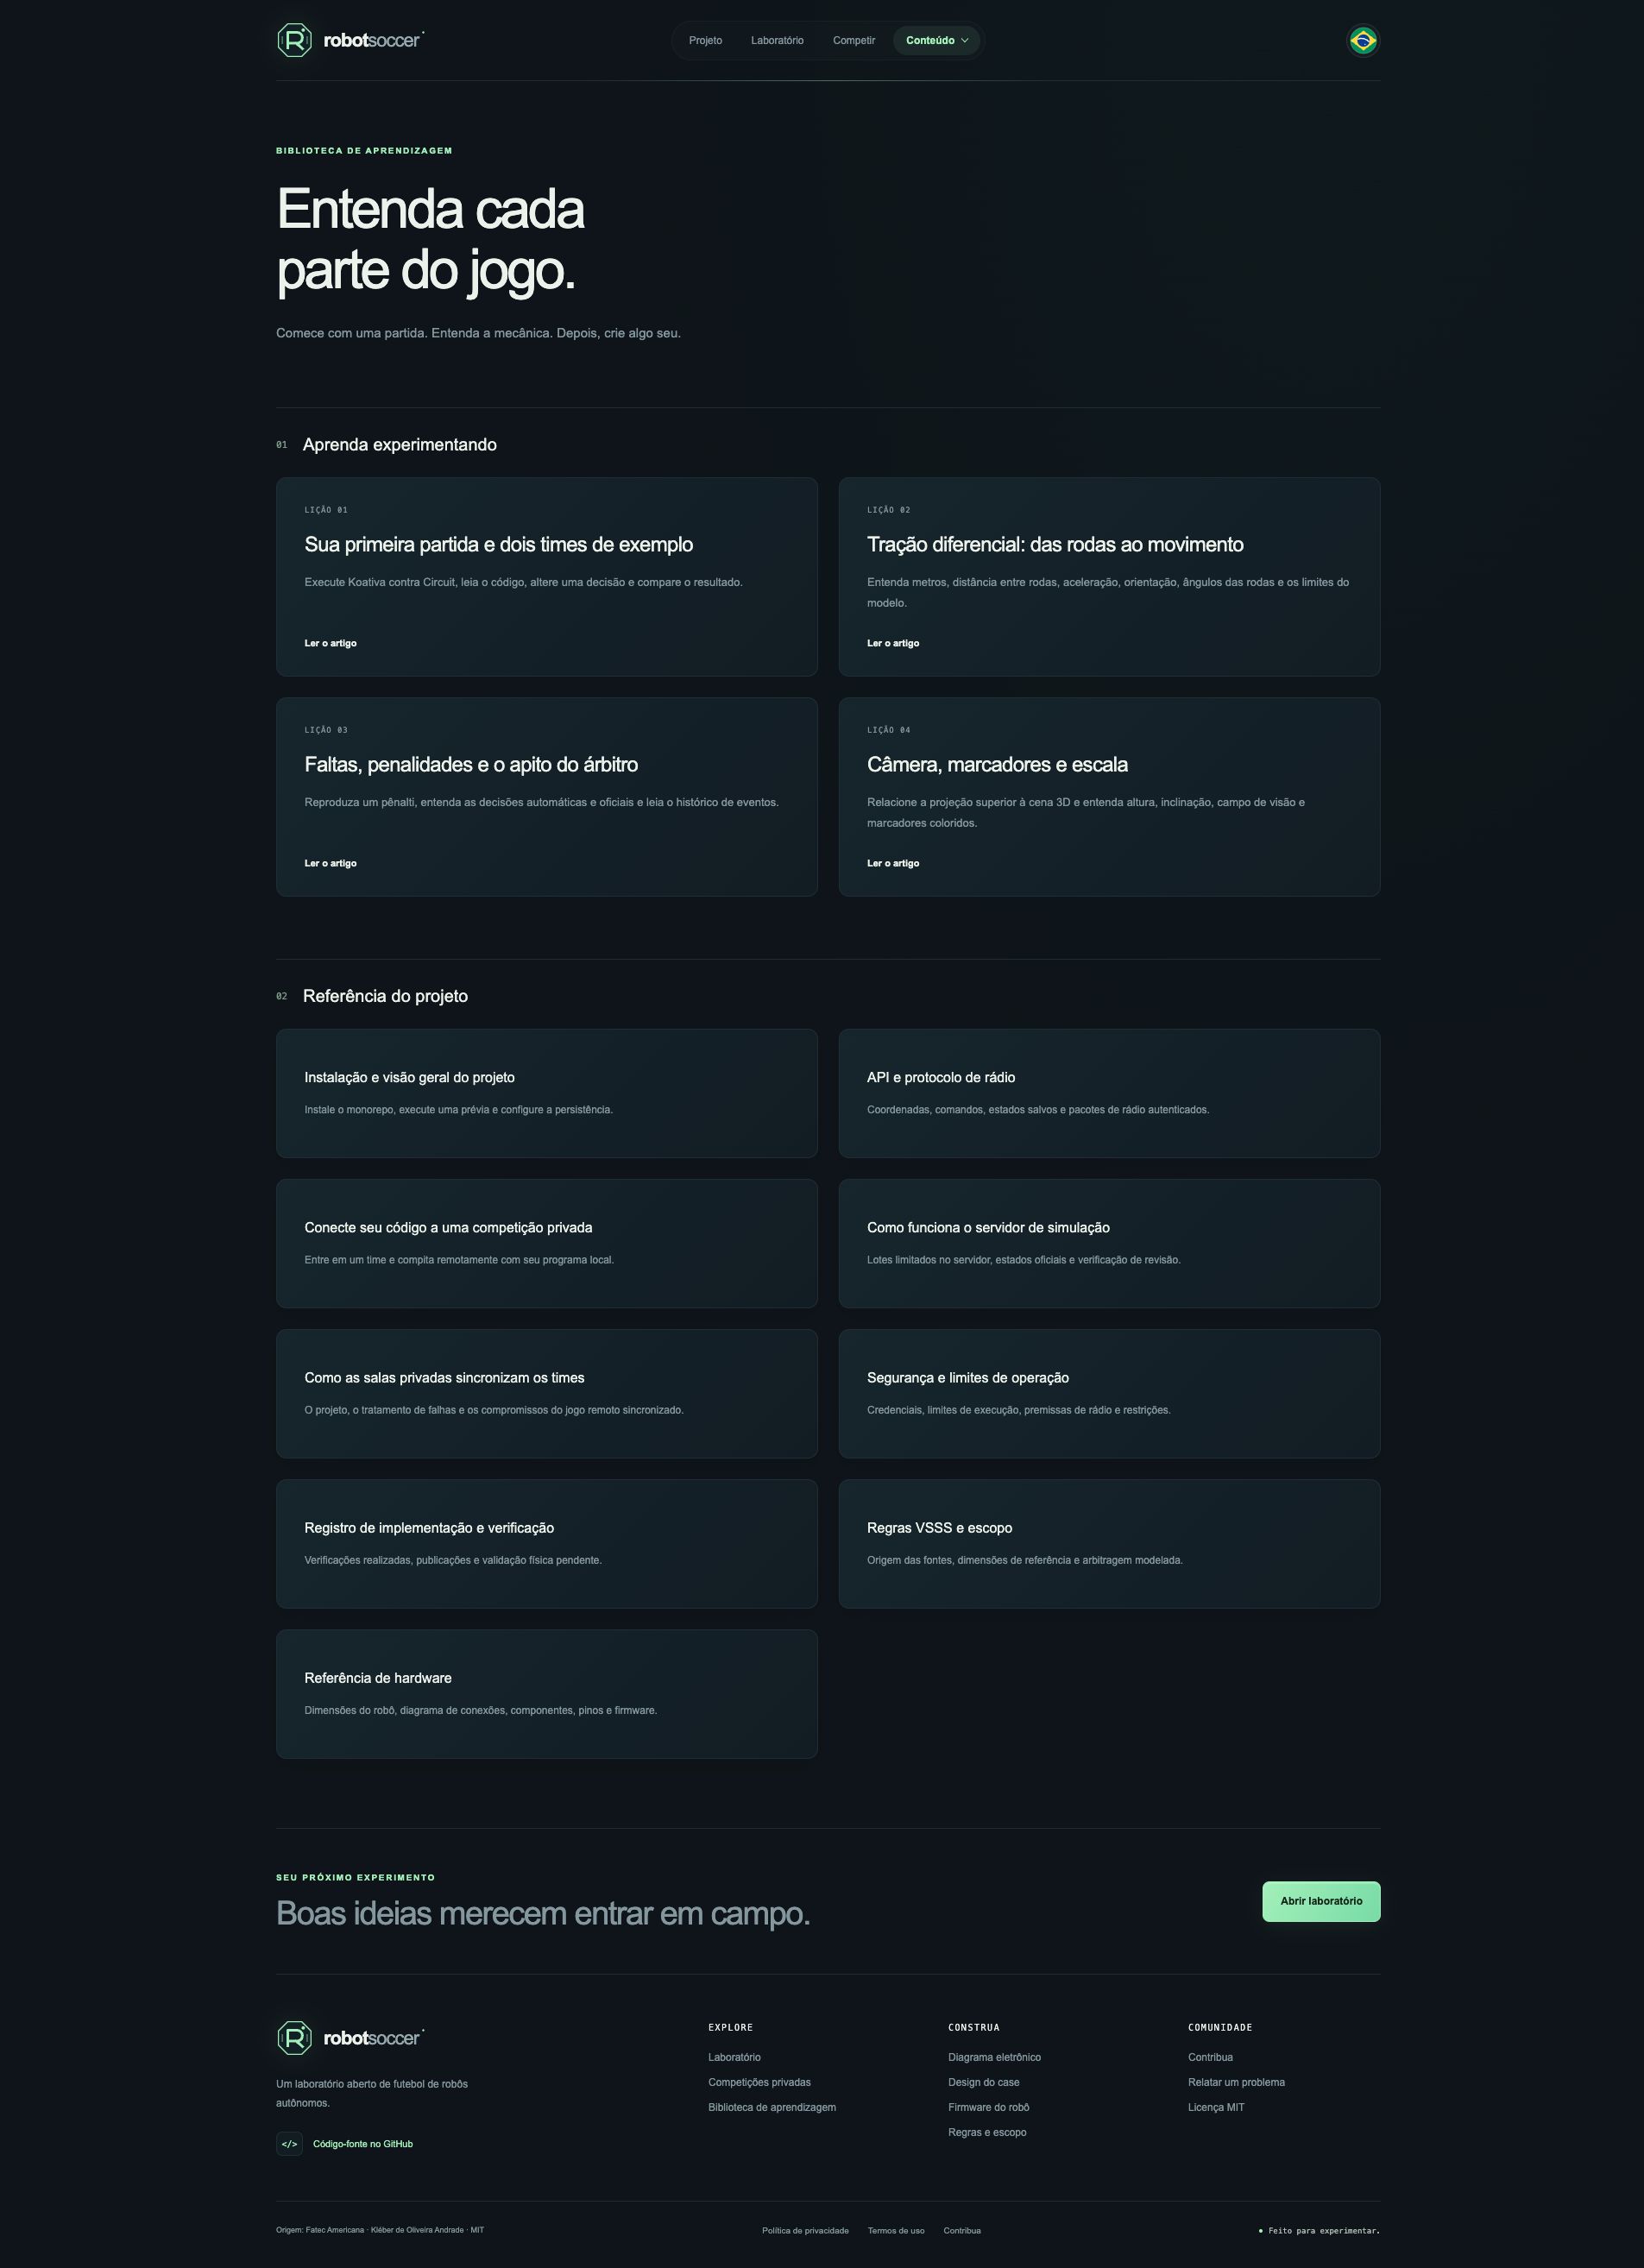 robotsoccer
Projeto
Laboratório
Competir
Conteúdo
BIBLIOTECA DE APRENDIZAGEM
Entenda cada
parte do jogo.
Comece com uma partida. Entenda a mecânica. Depois, crie algo seu.
01 Aprenda experimentando
LIÇÃO 01
Sua primeira partida e dois times de exemplo
Execute Koativa contra Circuit, leia o código, altere uma decisão e compare o resultado.
Ler o artigo
LIÇÃO 02
Tração diferencial: das rodas ao movimento
Entenda metros, distância entre rodas, aceleração, orientação, ângulos das rodas e os limites do
modelo.
Ler o artigo
LIÇÃO 03
Faltas, penalidades e o apito do árbitro
Reproduza um pênalti, entenda as decisões automáticas e oficiais e leia o histórico de eventos.
Ler o artigo
LIÇÃO 04
Câmera, marcadores e escala
Relacione a projeção superior à cena 3D e entenda altura, inclinação, campo de visão e
marcadores coloridos.
Ler o artigo
02 Referência do projeto
Instalação e visão geral do projeto
Instale o monorepo, execute uma prévia e configure a persistência.
API e protocolo de rádio
Coordenadas, comandos, estados salvos e pacotes de rádio autenticados.
Conecte seu código a uma competição privada
Entre em um time e compita remotamente com seu programa local.
Como funciona o servidor de simulação
Lotes limitados no servidor, estados oficiais e verificação de revisão.
Como as salas privadas sincronizam os times
O projeto, o tratamento de falhas e os compromissos do jogo remoto sincronizado.
Segurança e limites de operação
Credenciais, limites de execução, premissas de rádio e restrições.
Registro de implementação e verificação
Verificações realizadas, publicações e validação física pendente.
Regras VSSS e escopo
Origem das fontes, dimensões de referência e arbitragem modelada.
Referência de hardware
Dimensões do robô, diagrama de conexões, componentes, pinos e firmware.
SEU PRÓXIMO EXPERIMENTO
Boas ideias merecem entrar em campo.
Abrir laboratório
robotsoccer
Um laboratório aberto de futebol de robôs
autônomos.
</> Código-fonte no GitHub
EXPLORE
Laboratório
Competições privadas
Biblioteca de aprendizagem
CONSTRUA
Diagrama eletrônico
Design do case
Firmware do robô
Regras e escopo
COMUNIDADE
Contribua
Relatar um problema
Licença MIT
Origem: Fatec Americana · Kléber de Oliveira Andrade · MIT
Política de privacidade
Termos de uso
Contribua
Feito para experimentar.